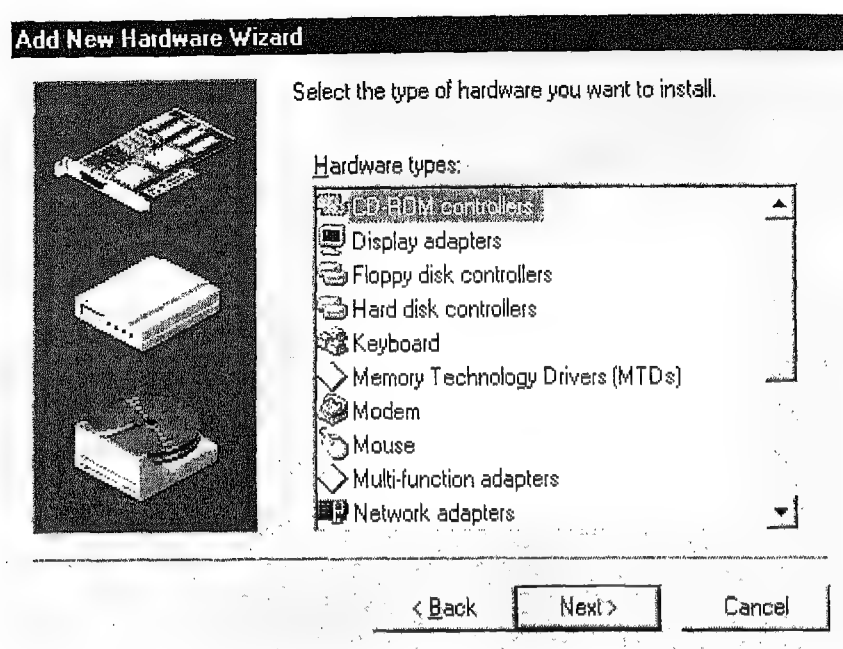 Add New Hardware Wizard
Select the type of hardware you want to install.
Hardware types:
CD-ROM controllers
Display adapters
Floppy disk controllers
Hard disk controllers
Keyboard
Memory Technology Drivers (MTDs)
Modem
Mouse
Multi-function adapters
Network adapters
< Back Next > Cancel